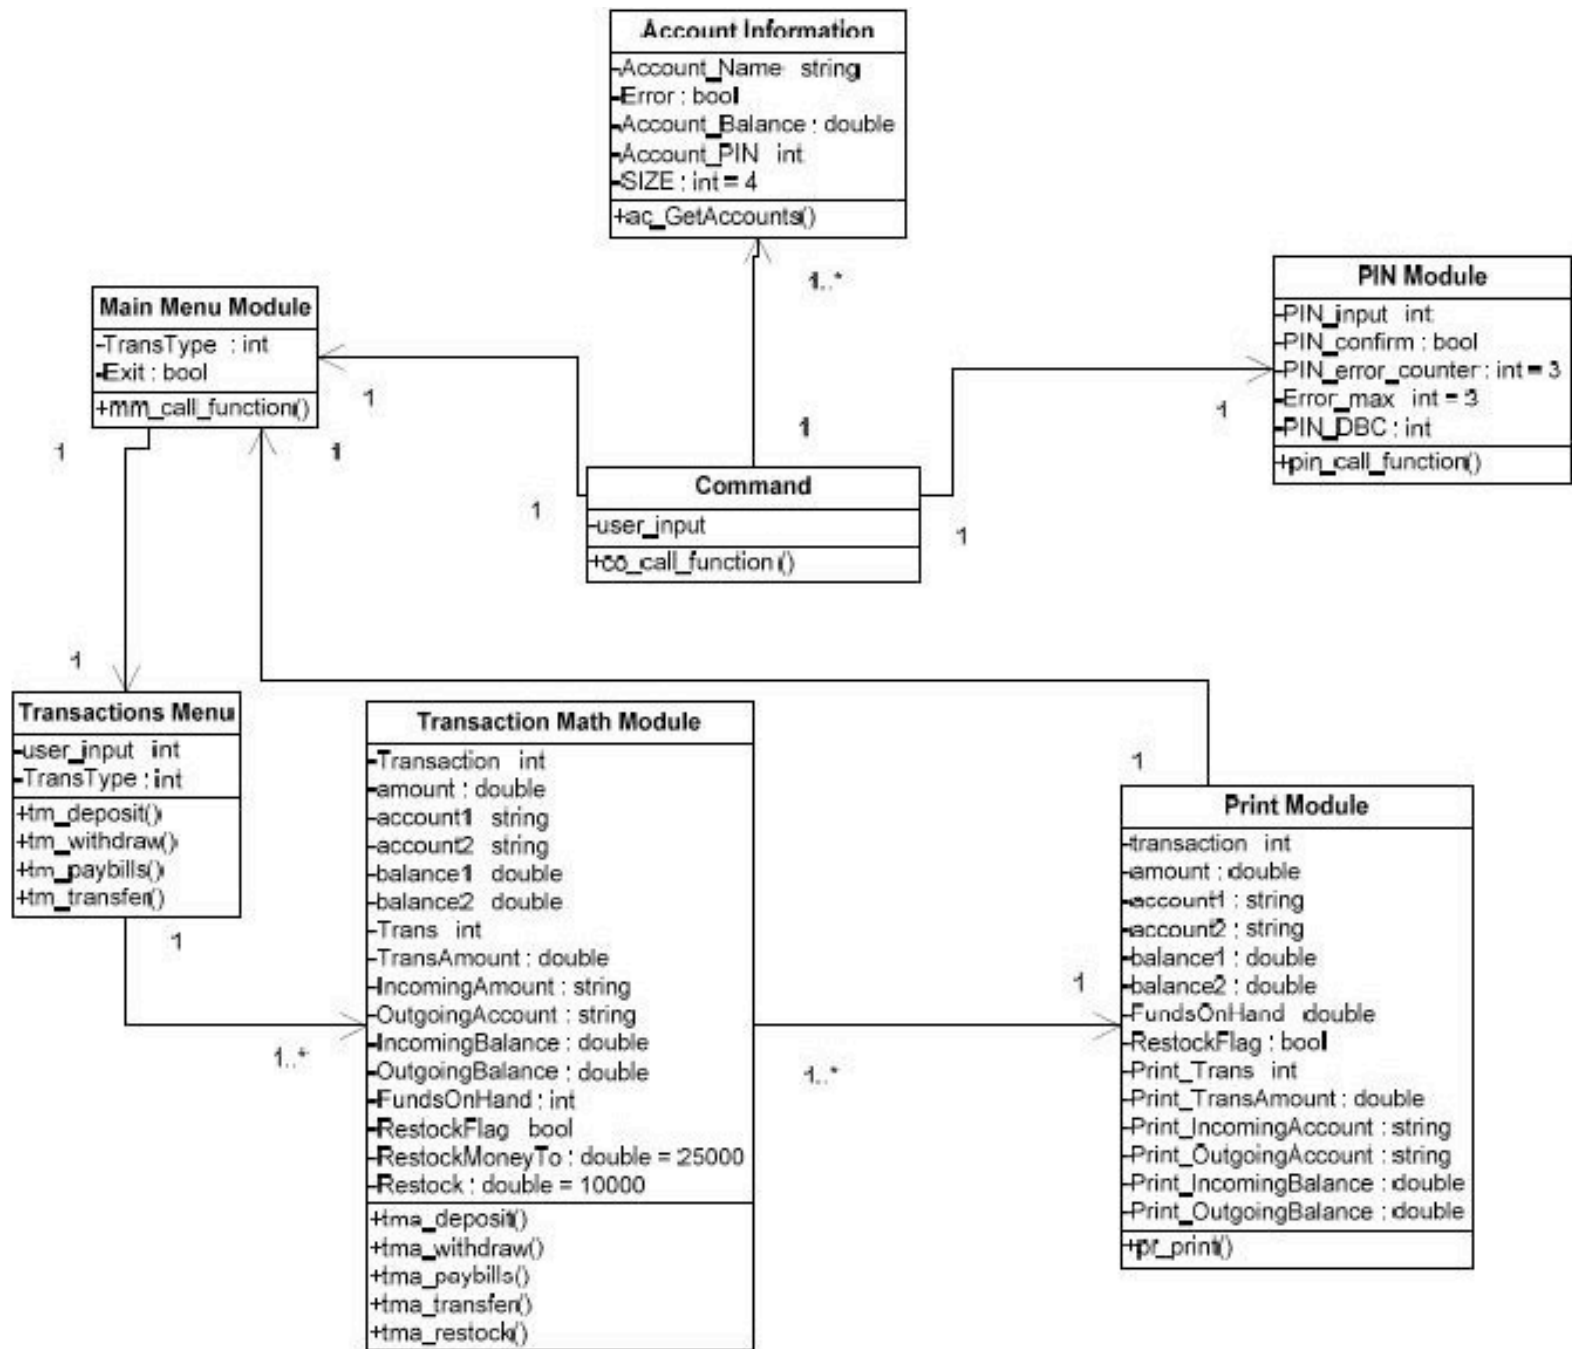 Account Information
-Account_Name string
-Error : bool
-Account_Balance : double
-Account_PIN int
-SIZE : int = 4
+ac_GetAccounts()
1..*
1
Main Menu Module
-TransType : int
-Exit : bool
+mm_call_function()
1
1
1
1
PIN Module
-PIN_input int
-PIN_confirm : bool
-PIN_error_counter : int = 3
-Error_max int = 3
-PIN_DBC : int
+pin_call_function()
1
1
Command
-user_input
+co_call_function()
1
Transactions Menu
-user_input int
-TransType : int
+tm_deposit()
+tm_withdraw()
+tm_paybills()
+tm_transfer()
1
1..*
Transaction Math Module
-Transaction int
-amount : double
-account1 string
-account2 string
-balance1 double
-balance2 double
-Trans int
-TransAmount : double
-IncomingAmount : string
-OutgoingAccount : string
-IncomingBalance : double
-OutgoingBalance : double
-FundsOnHand : int
-RestockFlag bool
-RestockMoneyTo : double = 25000
-Restock : double = 10000
+tma_deposit()
+tma_withdraw()
+tma_paybills()
+tma_transfer()
+tma_restock()
1..*
1
1
Print Module
-transaction int
-amount : double
-account1 : string
-account2 : string
-balance1 : double
-balance2 : double
-FundsOnHand double
-RestockFlag : bool
-Print_Trans int
-Print_TransAmount : double
-Print_IncomingAccount : string
-Print_OutgoingAccount : string
-Print_IncomingBalance : double
-Print_OutgoingBalance : double
+pr_print()